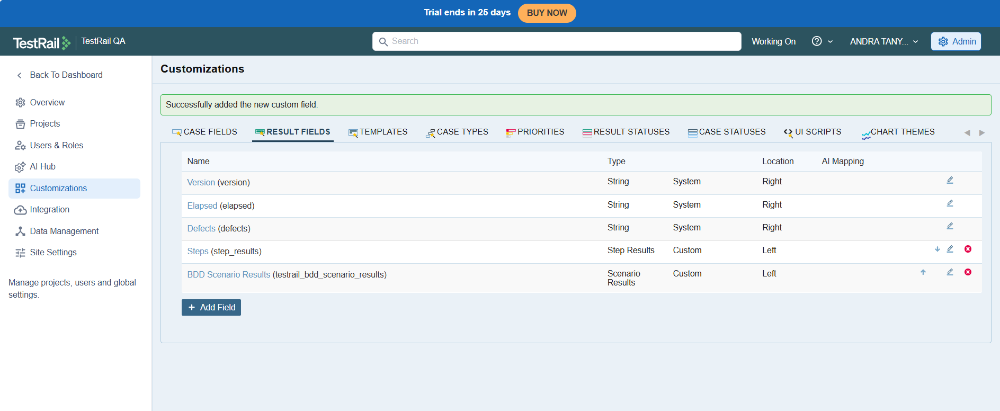 Trial ends in 25 days BUY NOW
TestRail TestRail QA Search Working On ANDRA TANY... Admin
Back To Dashboard
Overview
Projects
Users & Roles
AI Hub
Customizations
Integration
Data Management
Site Settings
Manage projects, users and global
settings.
Customizations
Successfully added the new custom field.
CASE FIELDS RESULT FIELDS TEMPLATES CASE TYPES PRIORITIES RESULT STATUSES CASE STATUSES UI SCRIPTS CHART THEMES
Name Type Location AI Mapping
Version (version) String System Right
Elapsed (elapsed) String System Right
Defects (defects) String System Right
Steps (step_results) Step Results Custom Left
BDD Scenario Results (testrail_bdd_scenario_results) Scenario Custom Left
Results
+ Add Field